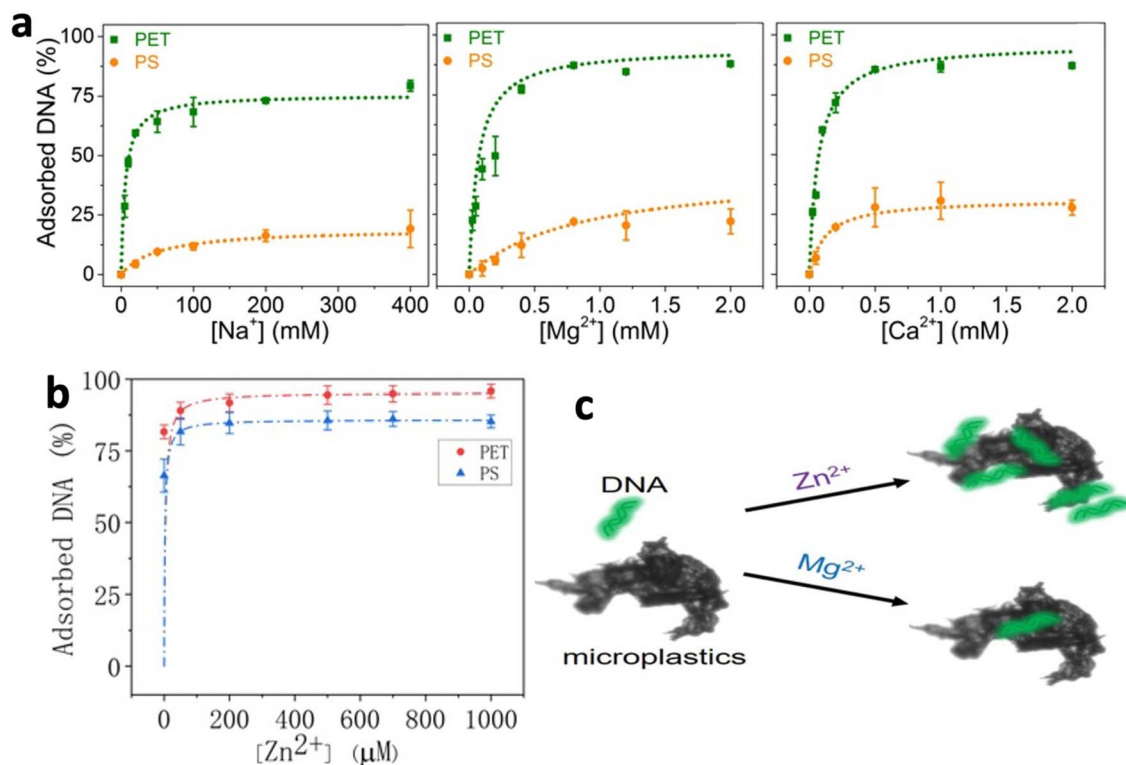 a
Adsorbed DNA (%)
100
75
50
25
0
PET
PS
0 100 200 300 400
[Na⁺] (mM)
PET
PS
0.0 0.5 1.0 1.5 2.0
[Mg²⁺] (mM)
PET
PS
0.0 0.5 1.0 1.5 2.0
[Ca²⁺] (mM)
b
Adsorbed DNA (%)
100
75
50
25
0
PET
PS
0 200 400 600 800 1000
[Zn²⁺] (μM)
c
DNA
microplastics
Zn²⁺
Mg²⁺